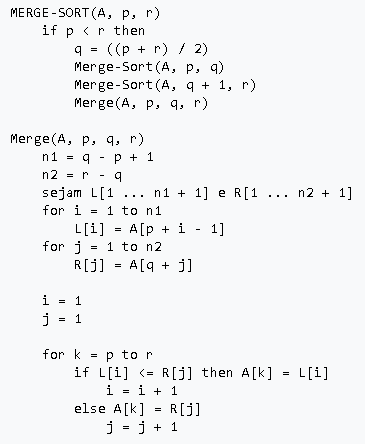 MERGE-SORT(A, p, r)
    if p < r then
        q = ((p + r) / 2)
        Merge-Sort(A, p, q)
        Merge-Sort(A, q + 1, r)
        Merge(A, p, q, r)

Merge(A, p, q, r)
    n1 = q - p + 1
    n2 = r - q
    sejam L[1 ... n1 + 1] e R[1 ... n2 + 1]
    for i = 1 to n1
        L[i] = A[p + i - 1]
    for j = 1 to n2
        R[j] = A[q + j]

    i = 1
    j = 1

    for k = p to r
        if L[i] <= R[j] then A[k] = L[i]
            i = i + 1
        else A[k] = R[j]
            j = j + 1